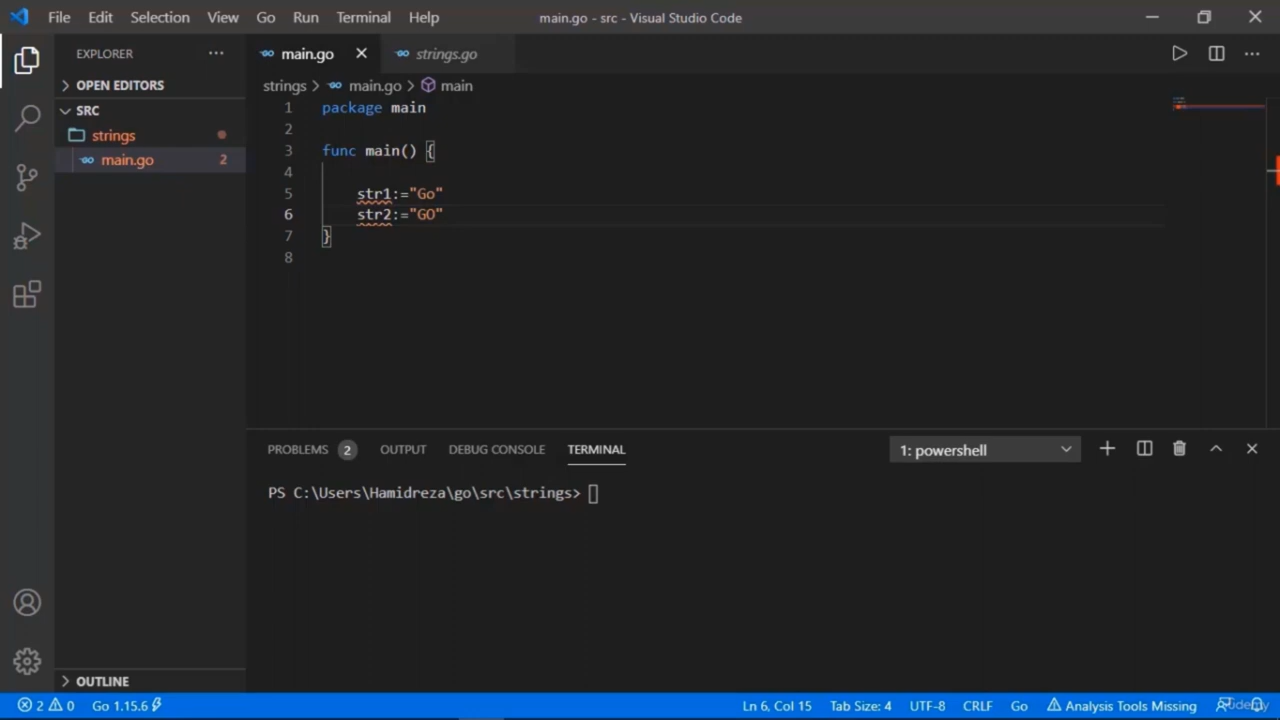 File Edit Selection View Go Run Terminal Help main.go - src - Visual Studio Code
EXPLORER ··· main.go strings.go ···
OPEN EDITORS strings > main.go > main
SRC
strings
main.go 2
1 package main
2
3 func main() {
4
5 str1:="Go"
6 str2:="GO"
7 }
8
PROBLEMS 2 OUTPUT DEBUG CONSOLE TERMINAL 1: powershell
PS C:\Users\Hamidreza\go\src\strings>
OUTLINE
2 0 Go 1.15.6 Ln 6, Col 15 Tab Size: 4 UTF-8 CRLF Go Analysis Tools Missing